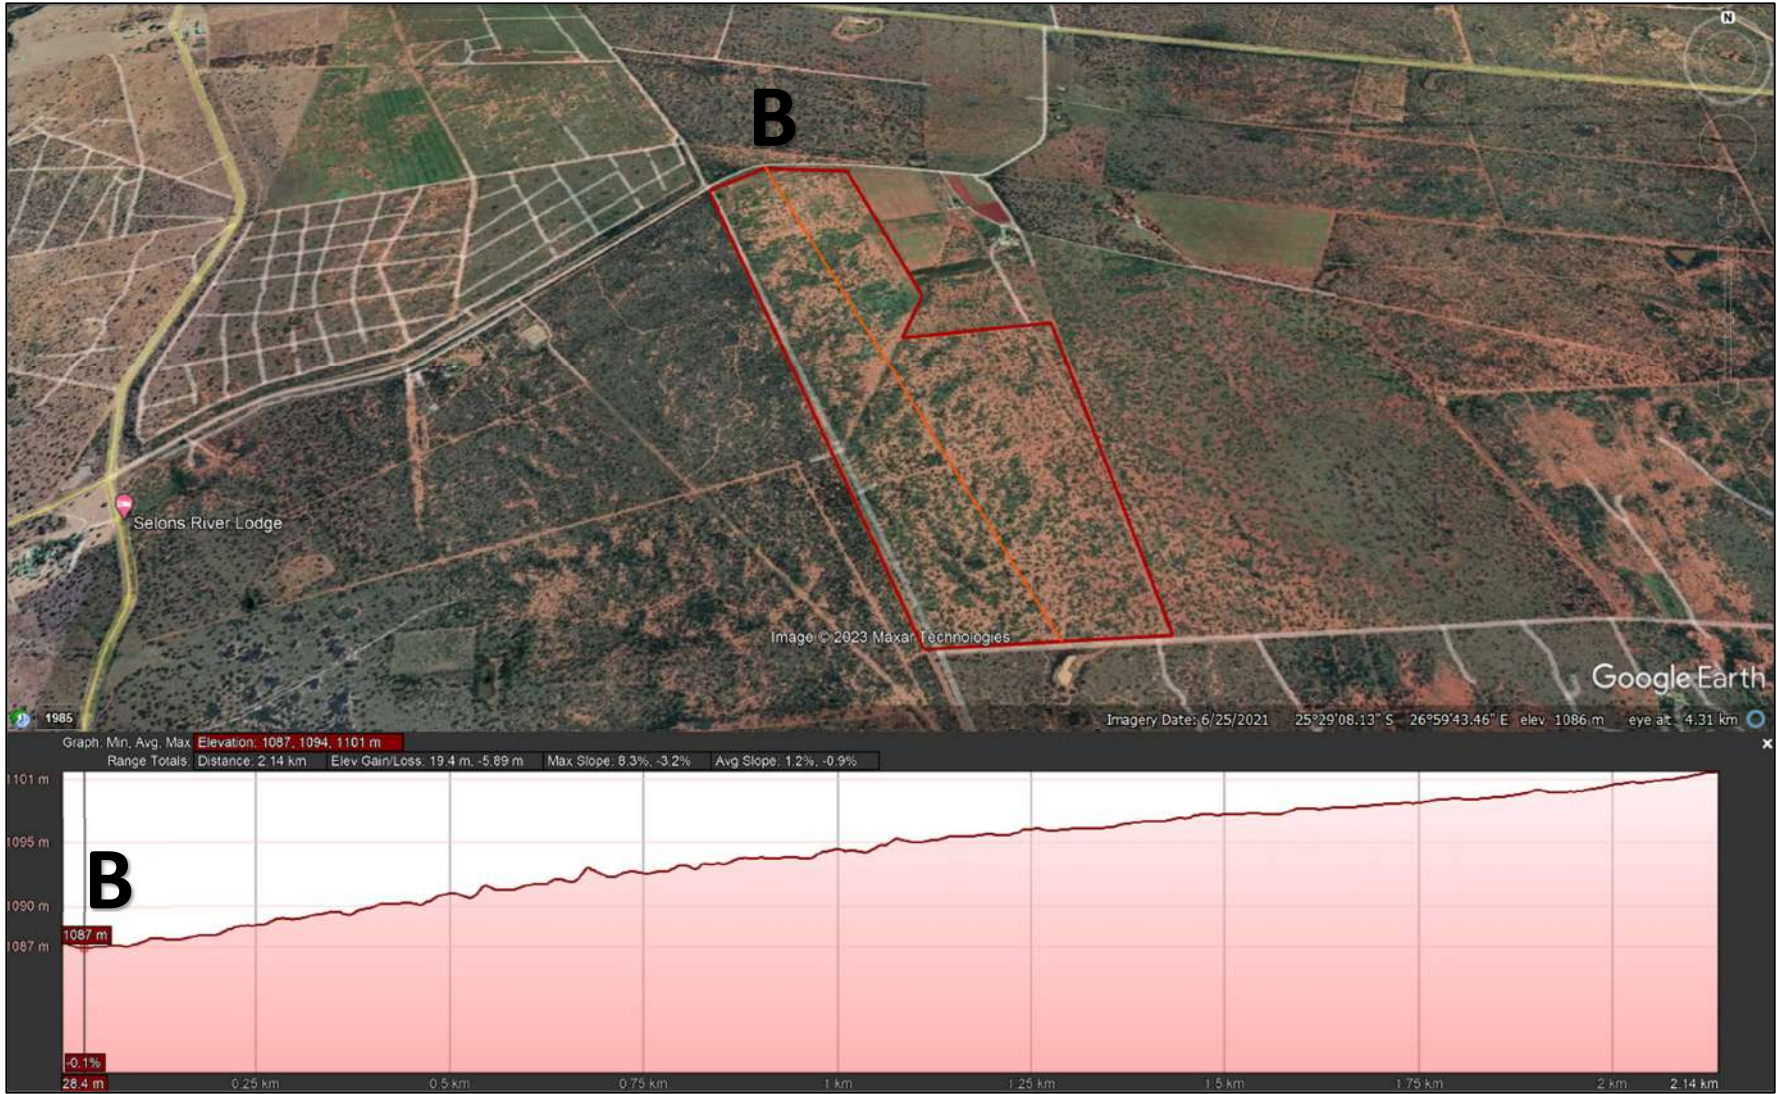 N
B
Selons River Lodge
Image © 2023 Maxar Technologies
Google Earth
1985
Imagery Date: 6/25/2021 25°29'08.13" S 26°59'43.46" E elev 1086 m eye alt 4.31 km
Graph: Min, Avg, Max Elevation: 1087, 1094, 1101 m
Range Totals: Distance: 2.14 km Elev Gain/Loss: 19.4 m, -5.89 m Max Slope: 8.3%, -3.2% Avg Slope: 1.2%, -0.9%
1101 m
1095 m
B
1090 m
1087 m
1087 m
-0.1%
28.4 m 0.25 km 0.5 km 0.75 km 1 km 1.25 km 1.5 km 1.75 km 2 km 2.14 km